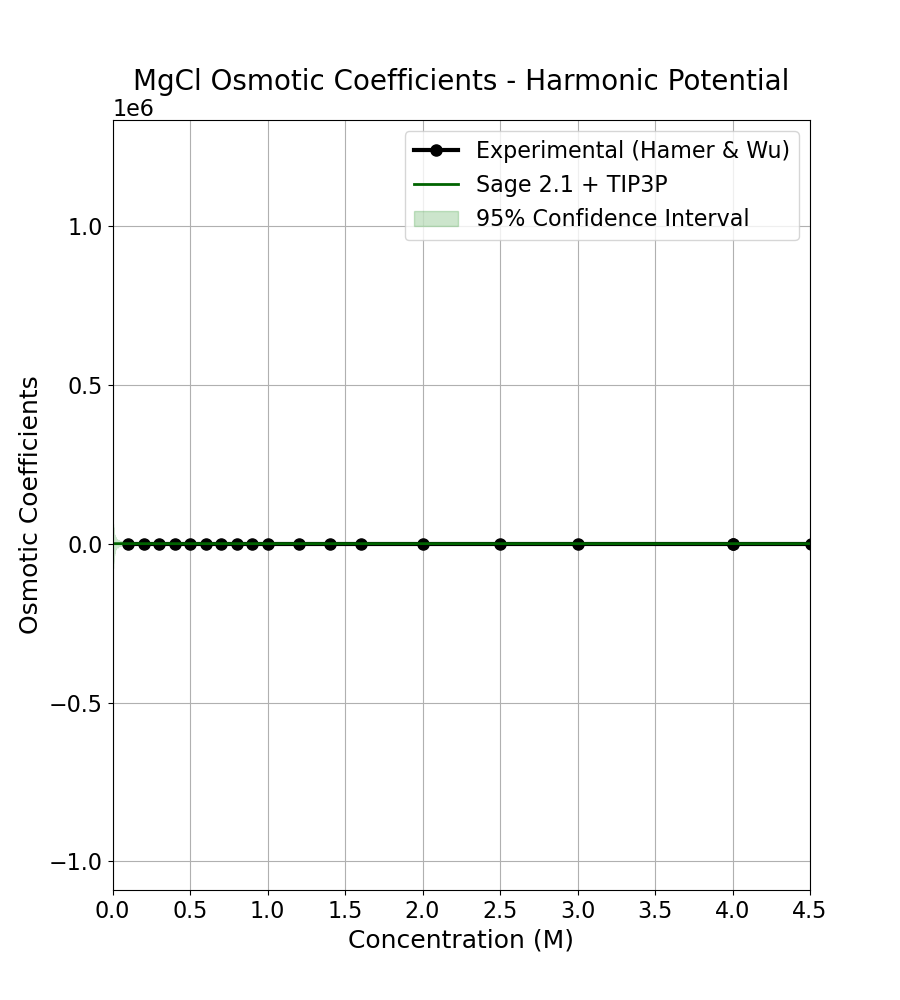 MgCl Osmotic Coefficients - Harmonic Potential
1e6
Experimental (Hamer & Wu)
Sage 2.1 + TIP3P
95% Confidence Interval
1.0
0.5
0.0
−0.5
−1.0
Osmotic Coefficients
0.0 0.5 1.0 1.5 2.0 2.5 3.0 3.5 4.0 4.5
Concentration (M)